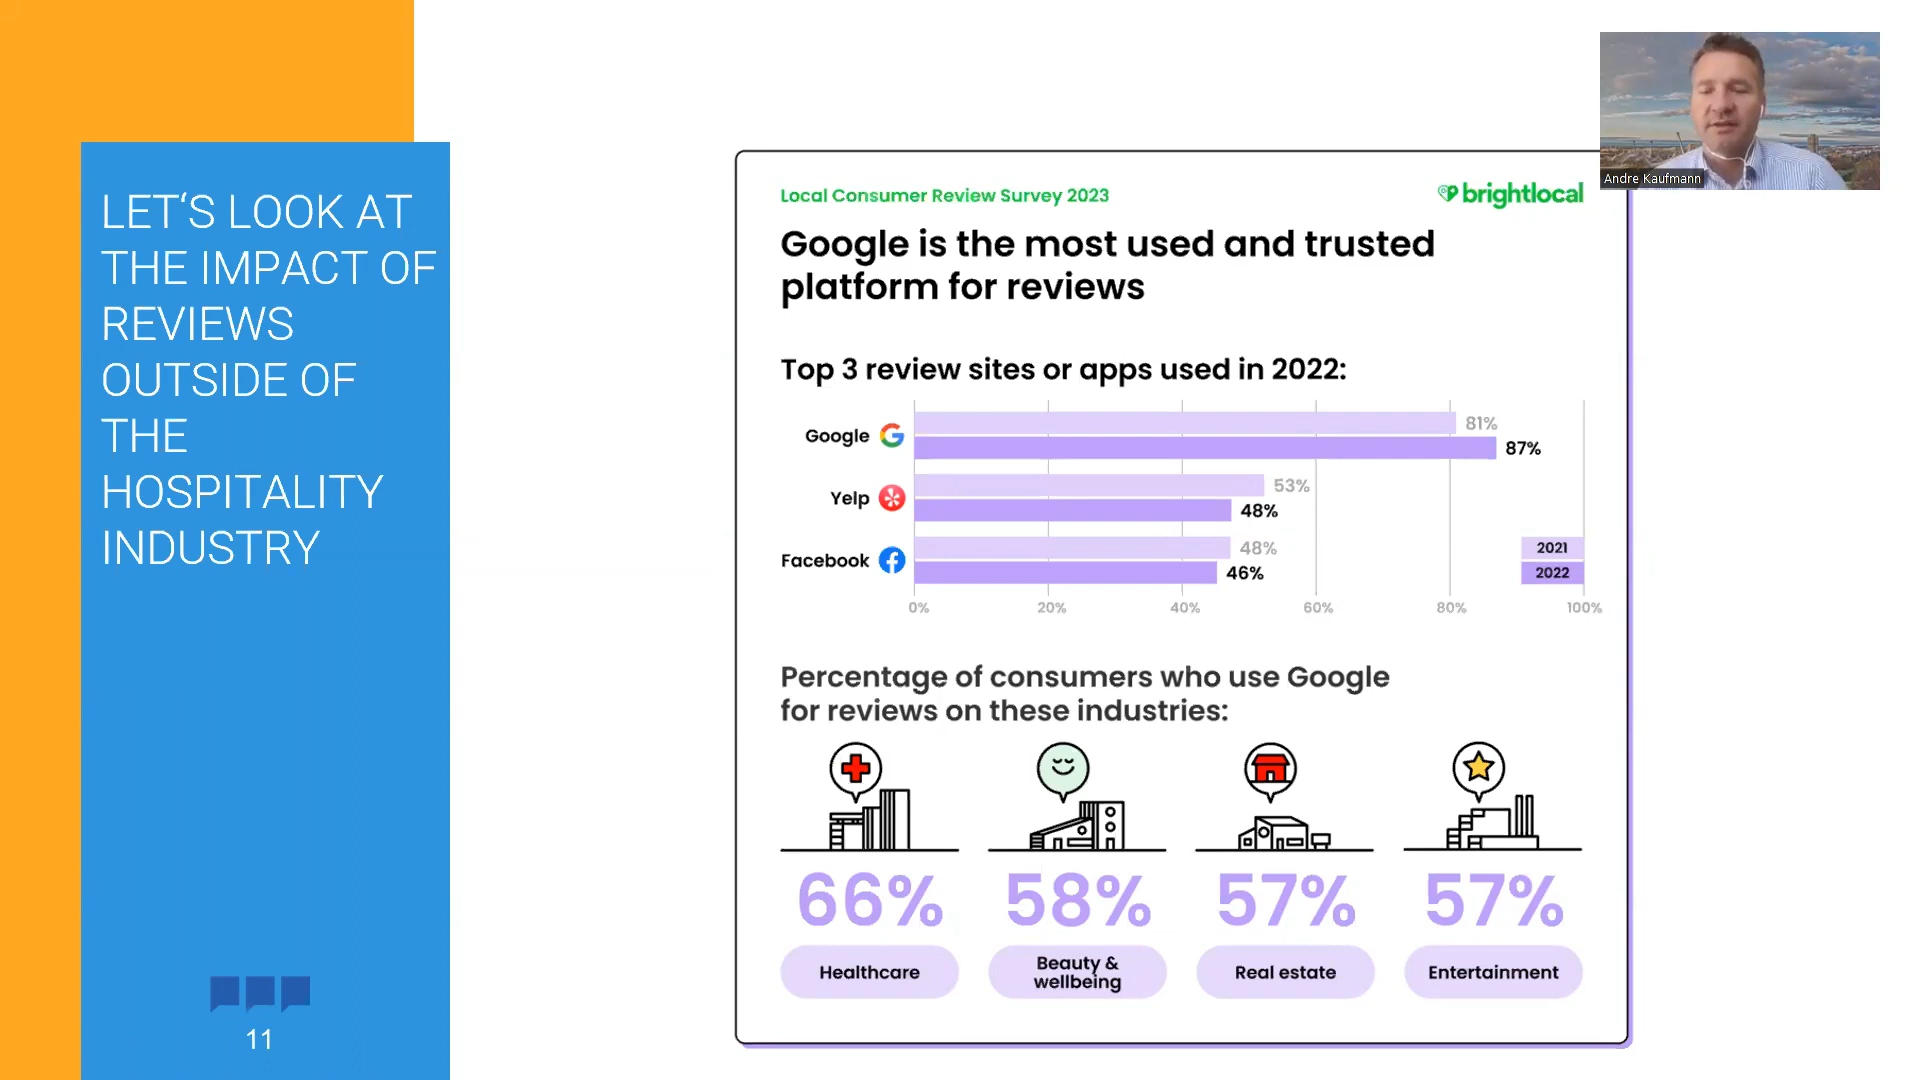 LET‘S LOOK AT
THE IMPACT OF
REVIEWS
OUTSIDE OF
THE
HOSPITALITY
INDUSTRY
11
Local Consumer Review Survey 2023
brightlocal
Google is the most used and trusted
platform for reviews
Top 3 review sites or apps used in 2022:
Google
81%
87%
Yelp
53%
48%
Facebook
48%
46%
2021
2022
0%
20%
40%
60%
80%
100%
Percentage of consumers who use Google
for reviews on these industries:
66%
58%
57%
57%
Healthcare
Beauty &
wellbeing
Real estate
Entertainment
Andre Kaufmann